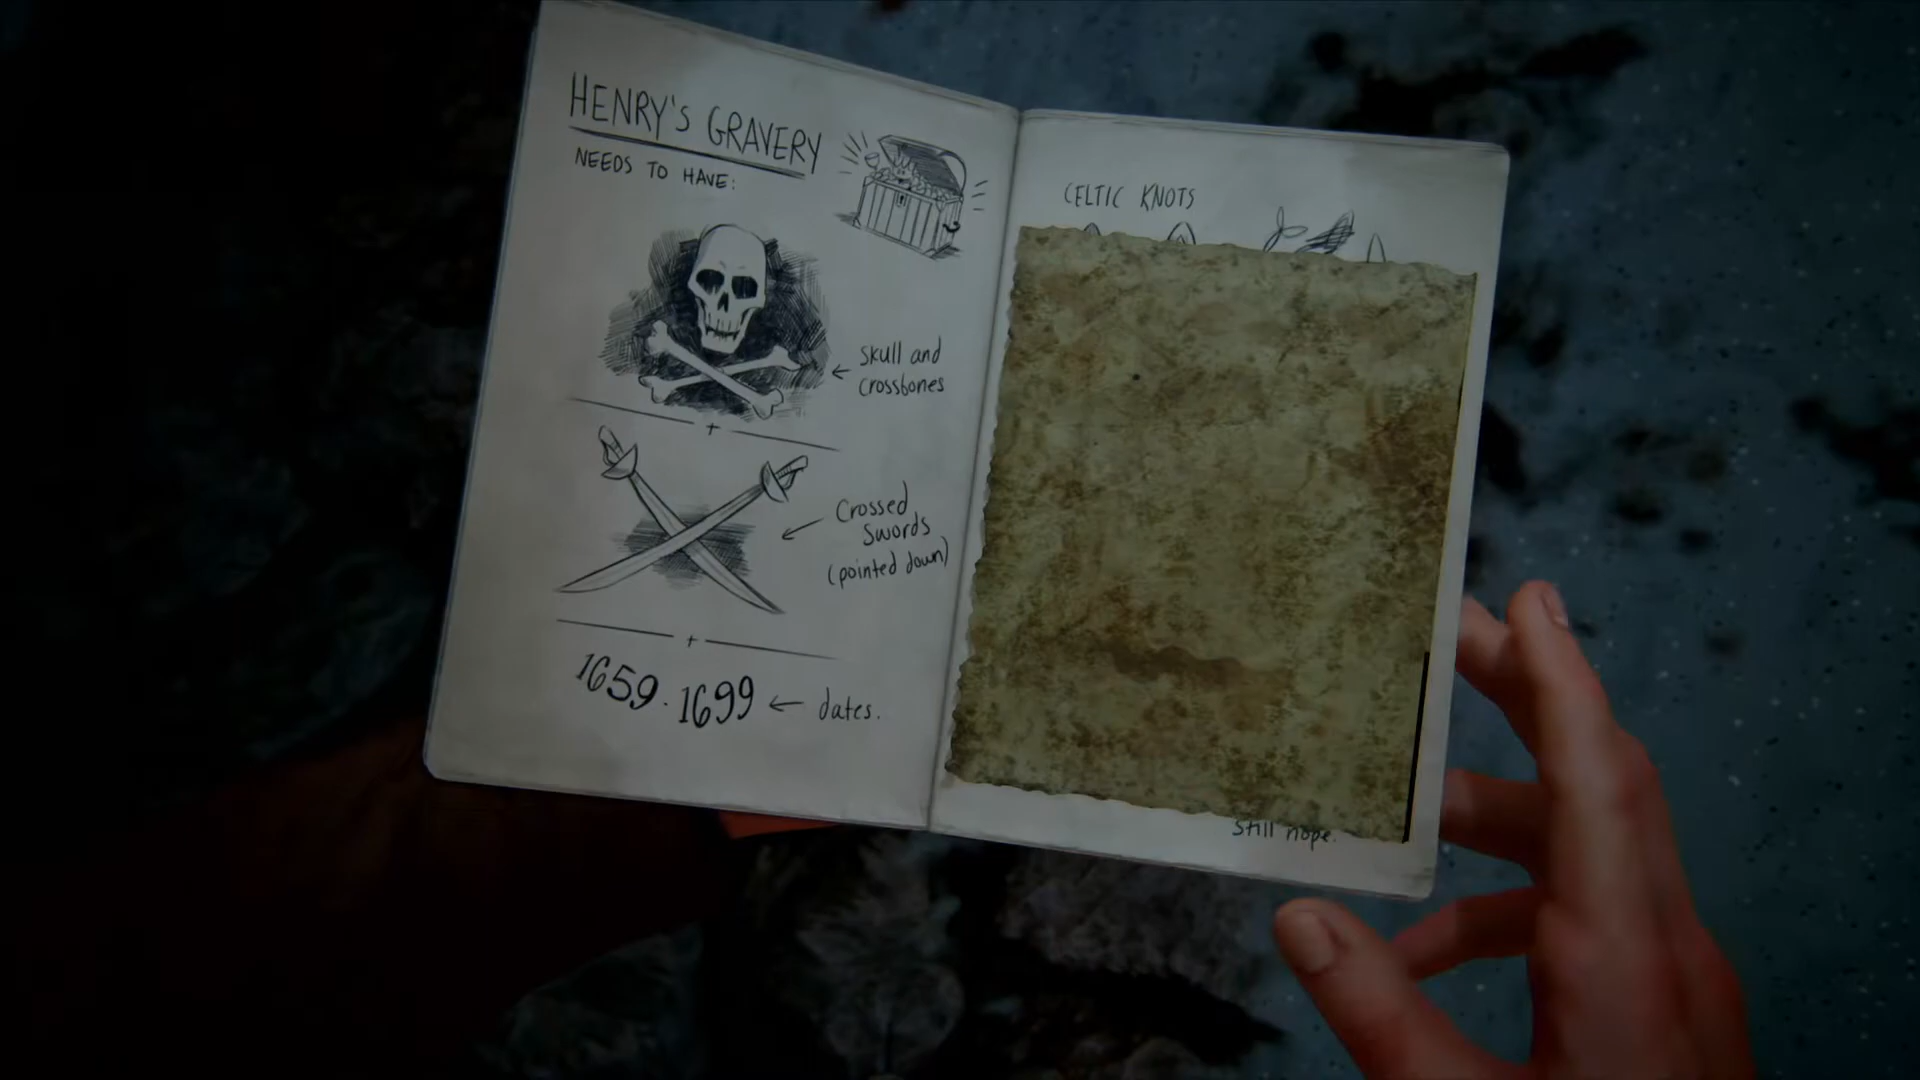 HENRY'S GRAVERY
NEEDS TO HAVE:
Skull and
crossbones
+
Crossed
Swords
(pointed down)
+
1659.1699 ← dates.
CELTIC KNOTS
Still nope.